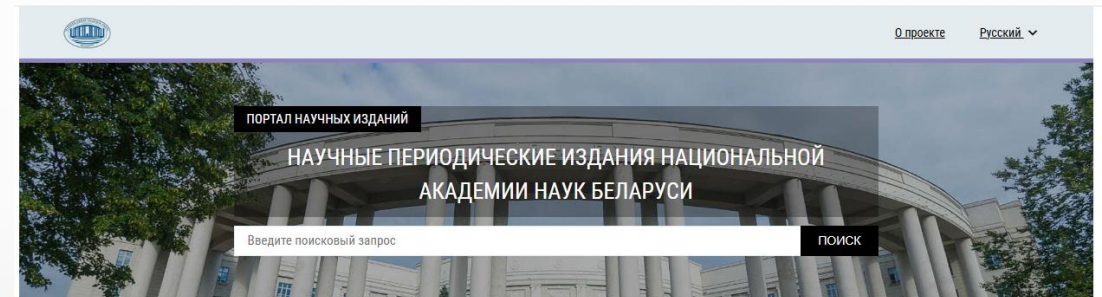 О проекте
Русский
ПОРТАЛ НАУЧНЫХ ИЗДАНИЙ
НАУЧНЫЕ ПЕРИОДИЧЕСКИЕ ИЗДАНИЯ НАЦИОНАЛЬНОЙ
АКАДЕМИИ НАУК БЕЛАРУСИ
Введите поисковый запрос
ПОИСК